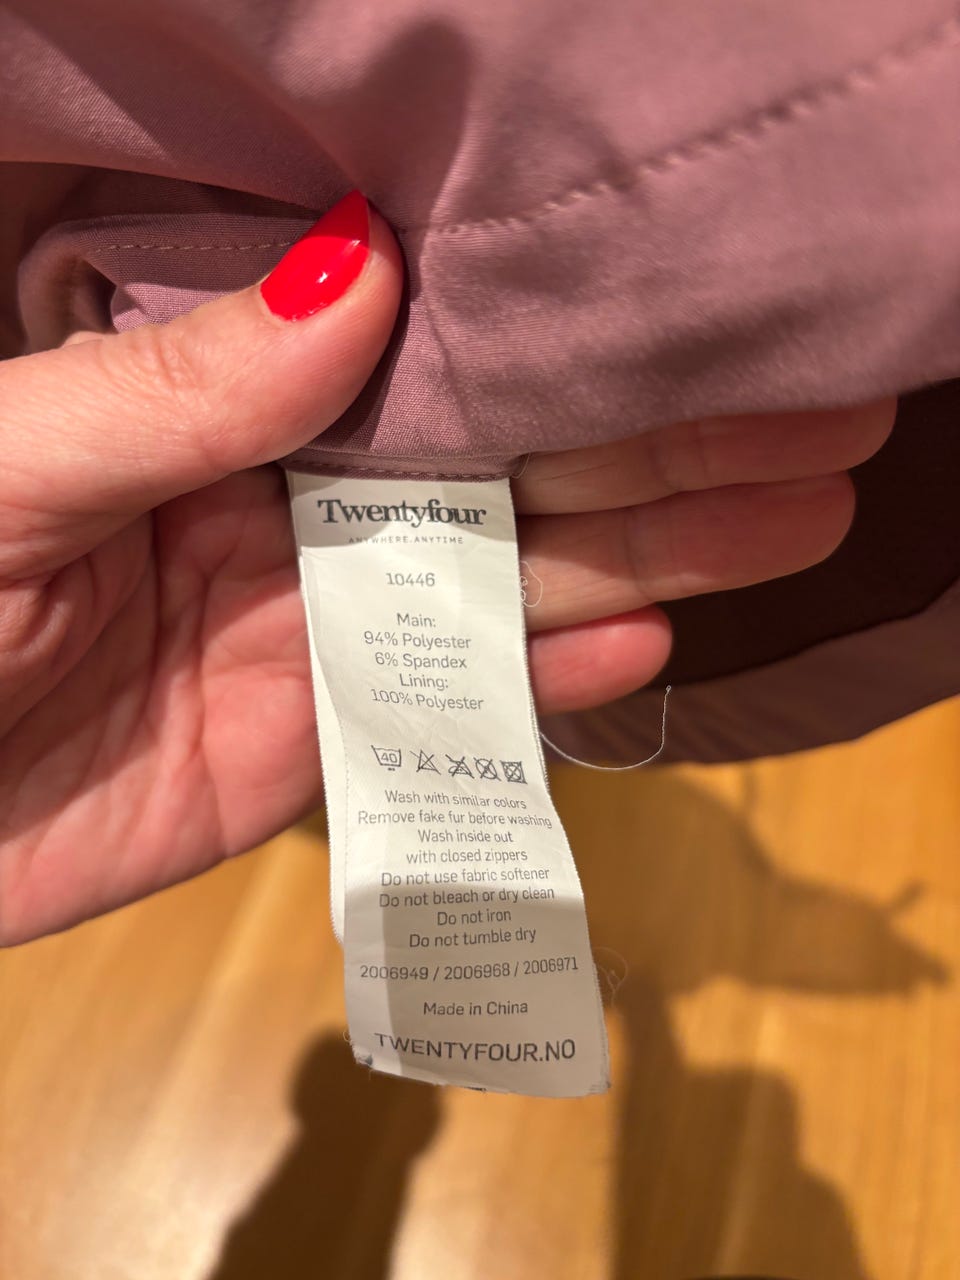 Twentyfour
ANYWHERE.ANYTIME
10446
Main:
94% Polyester
6% Spandex
Lining:
100% Polyester
40
Wash with similar colors
Remove fake fur before washing
Wash inside out
with closed zippers
Do not use fabric softener
Do not bleach or dry clean
Do not iron
Do not tumble dry
2006949 / 2006968 / 2006971
Made in China
TWENTYFOUR.NO